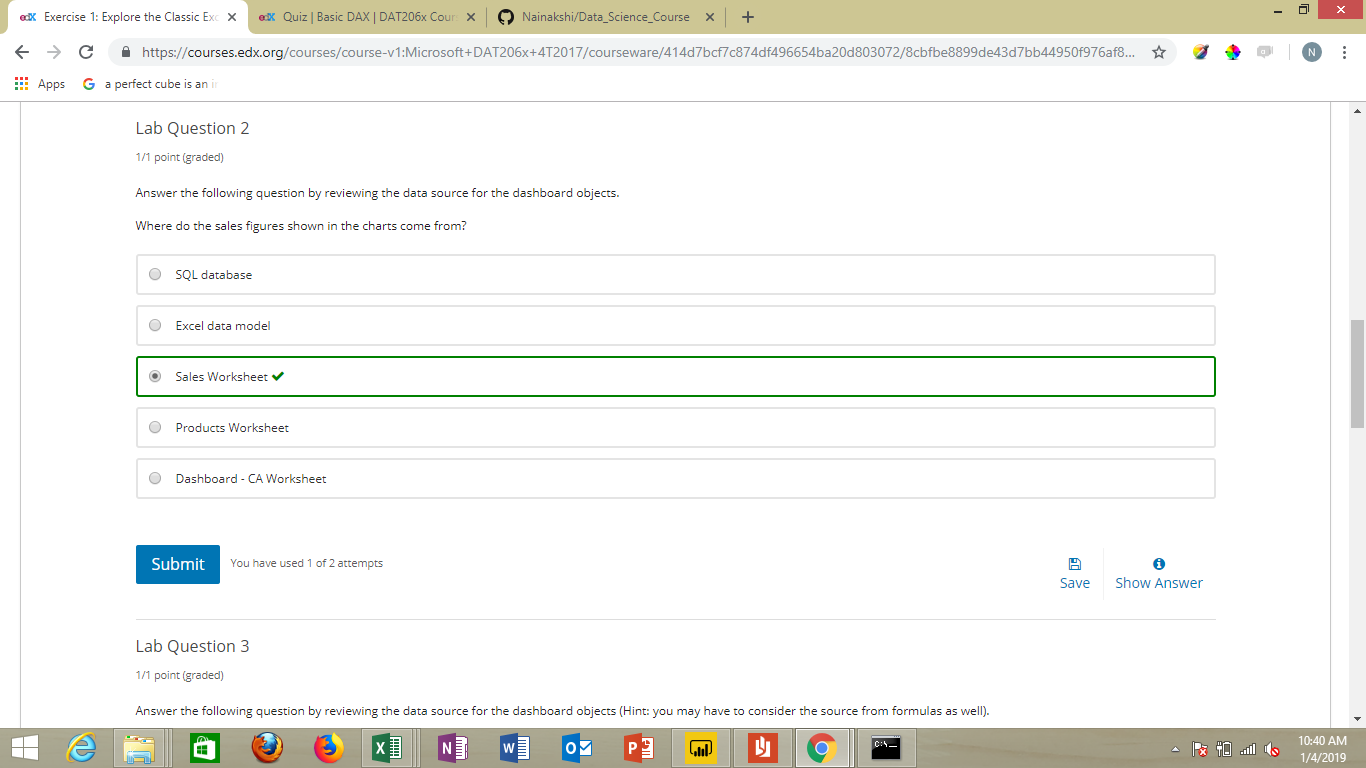 edX Exercise 1: Explore the Classic Exc
edX Quiz | Basic DAX | DAT206x Cour
Nainakshi/Data_Science_Course
https://courses.edx.org/courses/course-v1:Microsoft+DAT206x+4T2017/courseware/414d7bcf7c874df496654ba20d803072/8cbfbe8899de43d7bb44950f976af8...
N
Apps
a perfect cube is an i
Lab Question 2
1/1 point (graded)
Answer the following question by reviewing the data source for the dashboard objects.
Where do the sales figures shown in the charts come from?
SQL database
Excel data model
Sales Worksheet
Products Worksheet
Dashboard - CA Worksheet
Submit
You have used 1 of 2 attempts
Save
Show Answer
Lab Question 3
1/1 point (graded)
Answer the following question by reviewing the data source for the dashboard objects (Hint: you may have to consider the source from formulas as well).
10:40 AM
1/4/2019